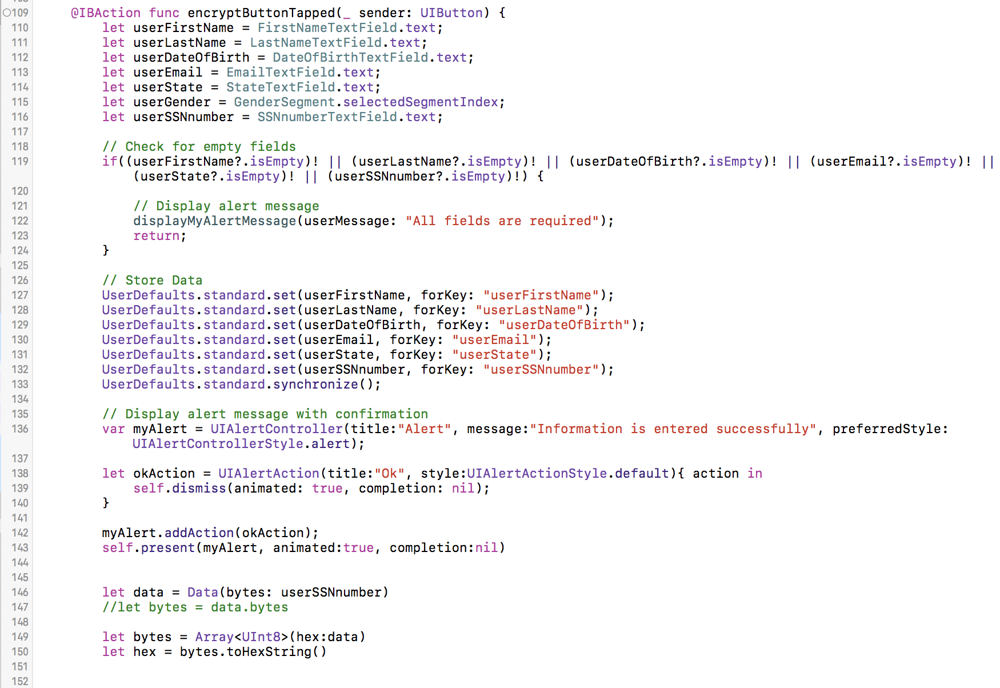 109 @IBAction func encryptButtonTapped(_ sender: UIButton) {
110 let userFirstName = FirstNameTextField.text;
111 let userLastName = LastNameTextField.text;
112 let userDateOfBirth = DateOfBirthTextField.text;
113 let userEmail = EmailTextField.text;
114 let userState = StateTextField.text;
115 let userGender = GenderSegment.selectedSegmentIndex;
116 let userSSNnumber = SSNnumberTextField.text;
117
118 // Check for empty fields
119 if((userFirstName?.isEmpty)! || (userLastName?.isEmpty)! || (userDateOfBirth?.isEmpty)! || (userEmail?.isEmpty)! ||
(userState?.isEmpty)! || (userSSNnumber?.isEmpty)!) {
120
121 // Display alert message
122 displayMyAlertMessage(userMessage: "All fields are required");
123 return;
124 }
125
126 // Store Data
127 UserDefaults.standard.set(userFirstName, forKey: "userFirstName");
128 UserDefaults.standard.set(userLastName, forKey: "userLastName");
129 UserDefaults.standard.set(userDateOfBirth, forKey: "userDateOfBirth");
130 UserDefaults.standard.set(userEmail, forKey: "userEmail");
131 UserDefaults.standard.set(userState, forKey: "userState");
132 UserDefaults.standard.set(userSSNnumber, forKey: "userSSNnumber");
133 UserDefaults.standard.synchronize();
134
135 // Display alert message with confirmation
136 var myAlert = UIAlertController(title:"Alert", message:"Information is entered successfully", preferredStyle:
UIAlertControllerStyle.alert);
137
138 let okAction = UIAlertAction(title:"Ok", style:UIAlertActionStyle.default){ action in
139 self.dismiss(animated: true, completion: nil);
140 }
141
142 myAlert.addAction(okAction);
143 self.present(myAlert, animated:true, completion:nil)
144
145
146 let data = Data(bytes: userSSNnumber)
147 //let bytes = data.bytes
148
149 let bytes = Array<UInt8>(hex:data)
150 let hex = bytes.toHexString()
151
152